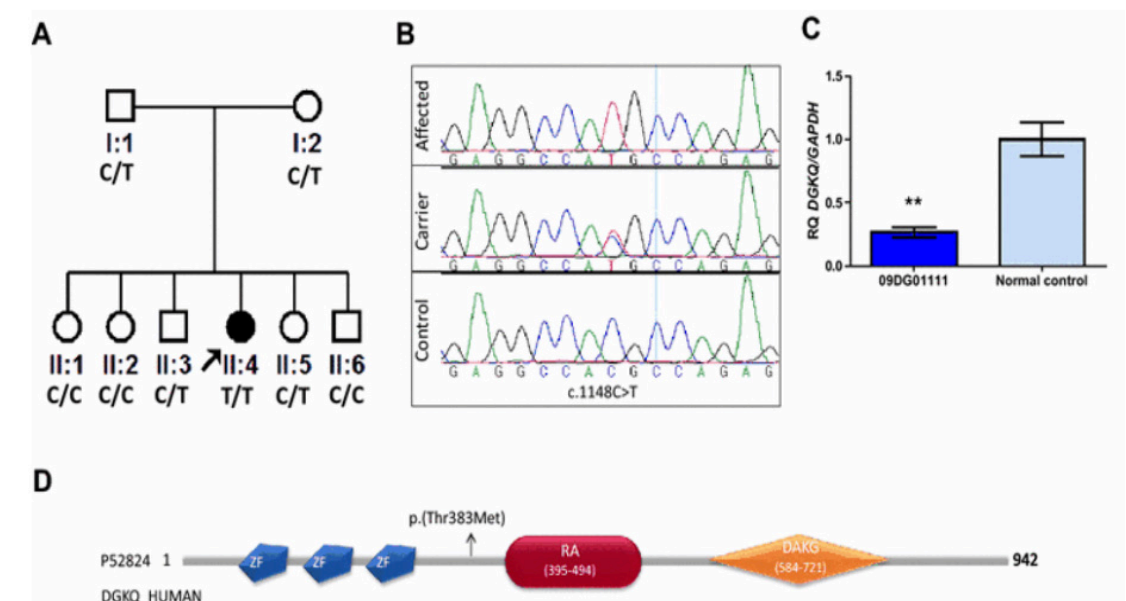 A
I:1
C/T
I:2
C/T
II:1 II:2 II:3 II:4 II:5 II:6
C/C C/C C/T T/T C/T C/C
B
Affected
G A G G C C A T G C C A G A G
Carrier
G A G G C C A T G C C A G A G
Control
G A G G C C A C G C C A G A G
c.1148C>T
C
RQ DGKQ/GAPDH
1.5
1.0
0.5
0.0
**
09DG01111 Normal control
D
p.(Thr383Met)
P52824 1 ZF ZF ZF RA (395-494) DAKG (584-721) 942
DGKQ_HUMAN